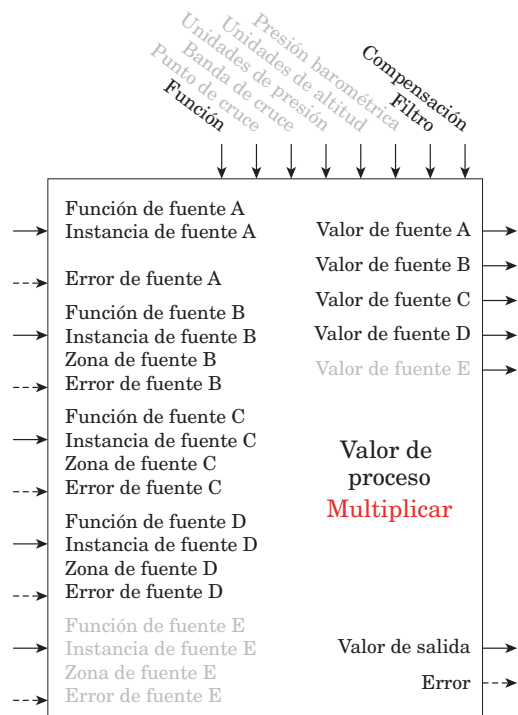 Función
Punto de cruce
Banda de cruce
Unidades de presión
Unidades de altitud
Presión barométrica
Filtro
Compensación
Función de fuente A
Instancia de fuente A
Error de fuente A
Función de fuente B
Instancia de fuente B
Zona de fuente B
Error de fuente B
Función de fuente C
Instancia de fuente C
Zona de fuente C
Error de fuente C
Función de fuente D
Instancia de fuente D
Zona de fuente D
Error de fuente D
Función de fuente E
Instancia de fuente E
Zona de fuente E
Error de fuente E
Valor de fuente A
Valor de fuente B
Valor de fuente C
Valor de fuente D
Valor de fuente E
Valor de
proceso
Multiplicar
Valor de salida
Error